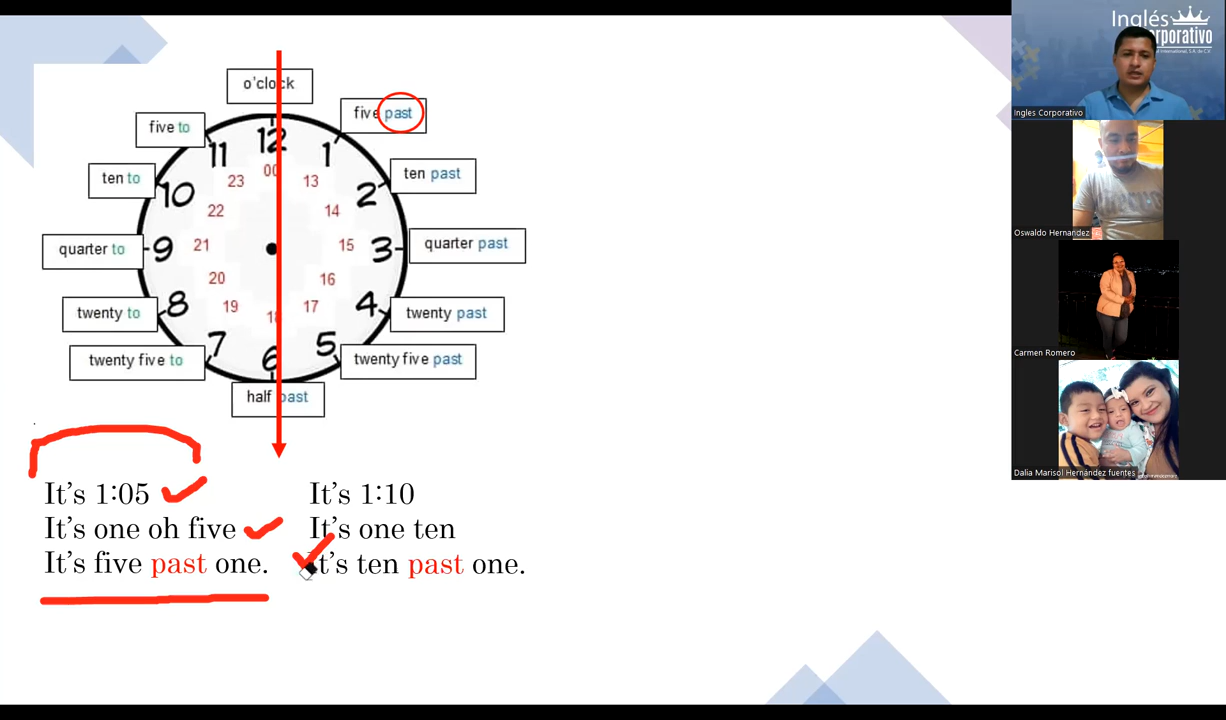 o'clock
five to
five past
12
11
1
ten to
00
23
13
ten past
10
2
22
14
quarter to
9
21
15
3
quarter past
20
16
twenty to
8
19
17
4
twenty past
18
7
5
twenty five to
6
twenty five past
half past
It's 1:05
It's one oh five
It's five past one.
It's 1:10
It's one ten
It's ten past one.
Inglés
Corporativo
Ingles Corporativo
Oswaldo Hernandez
Carmen Romero
Dalia Marisol Hernández fuentes